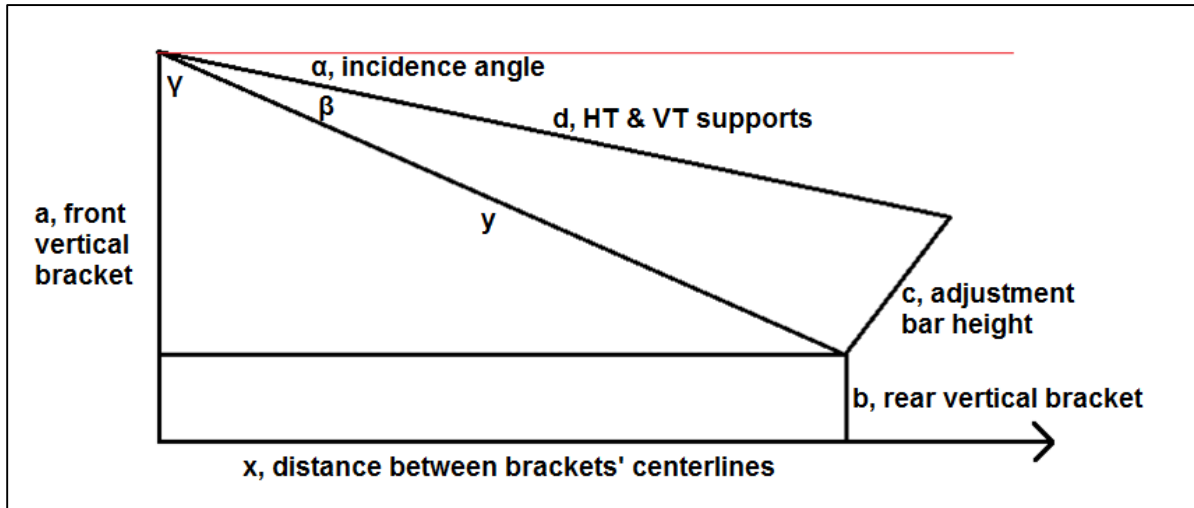 α, incidence angle
γ
β
d, HT & VT supports
a, front
vertical
bracket
y
c, adjustment
bar height
b, rear vertical bracket
x, distance between brackets' centerlines